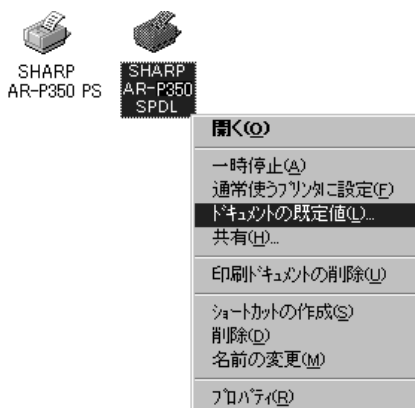 SHARP
AR-P350 PS
SHARP
AR-P350
SPDL
開く(O)
一時停止(A)
通常使うプリンタに設定(F)
ドキュメントの既定値(L)...
共有(H)...
印刷ドキュメントの削除(U)
ショートカットの作成(S)
削除(D)
名前の変更(M)
プロパティ(R)